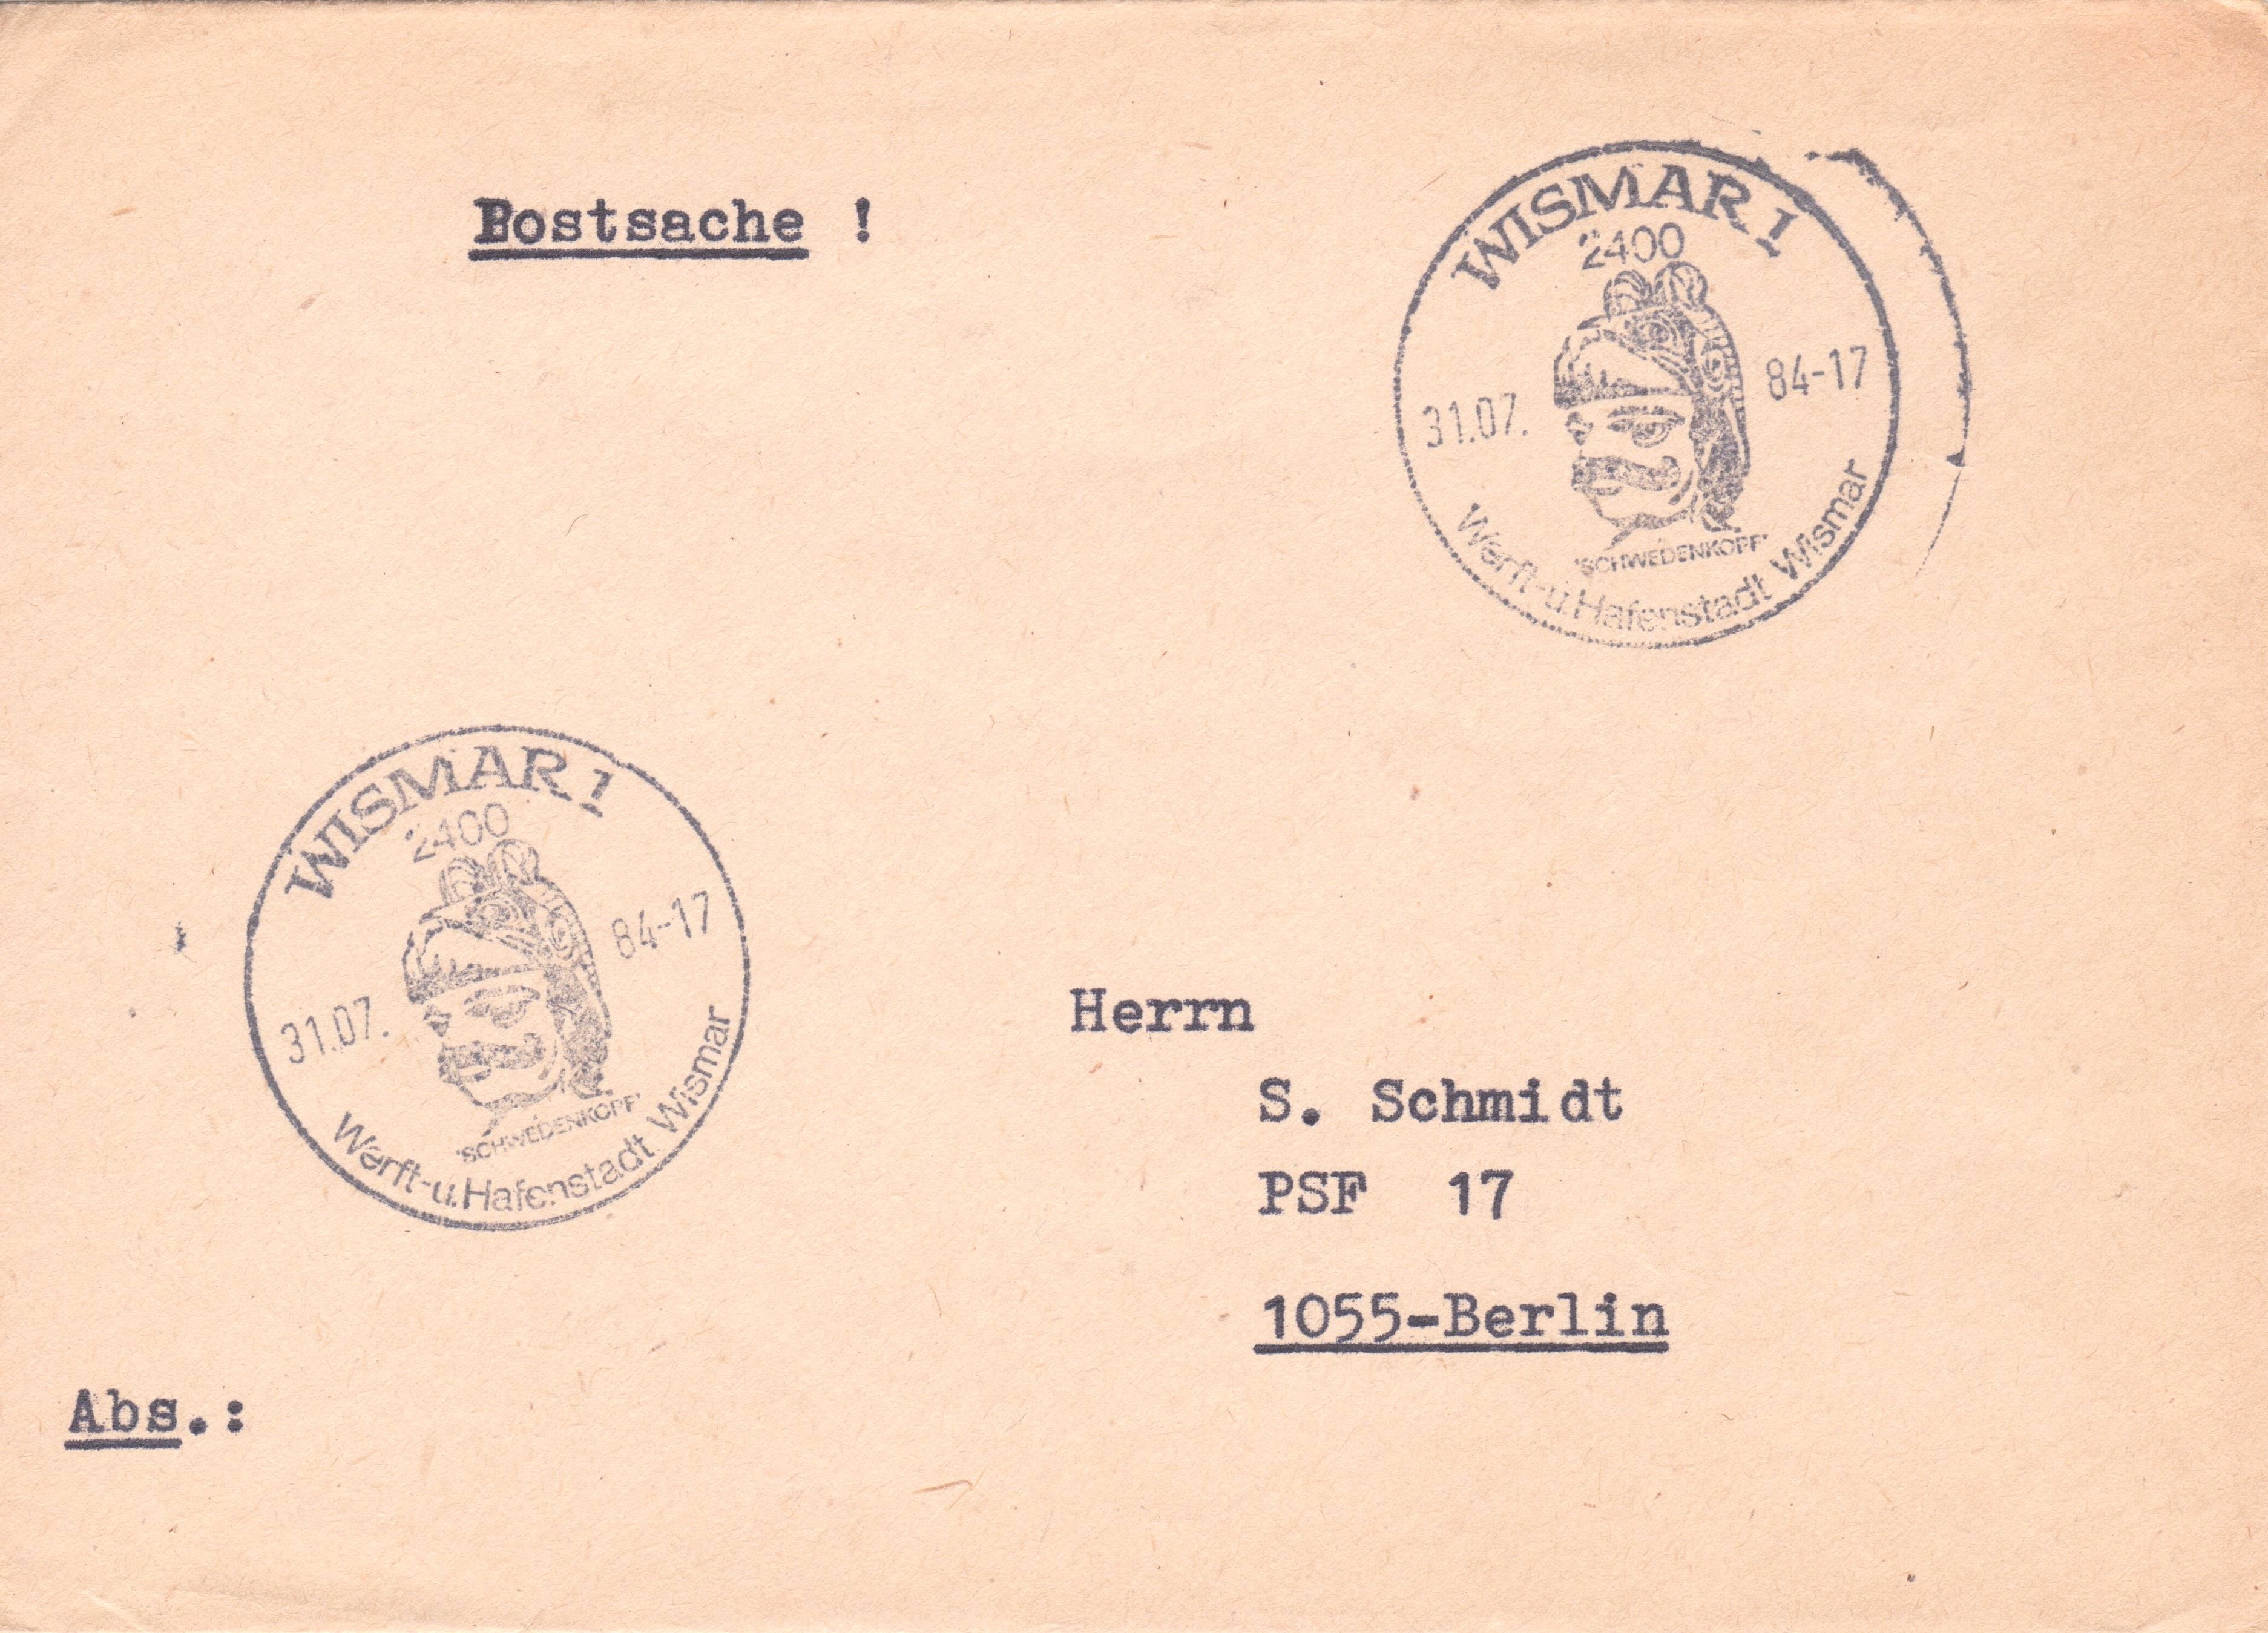 Postsache !
WISMAR 1
2400
31.07. 84-17
'SCHWEDENKOPF'
Werft-u.Hafenstadt Wismar
WISMAR 1
2400
31.07. 84-17
'SCHWEDENKOPF'
Werft-u.Hafenstadt Wismar
Herrn
S. Schmidt
PSF 17
1055-Berlin
Abs.: